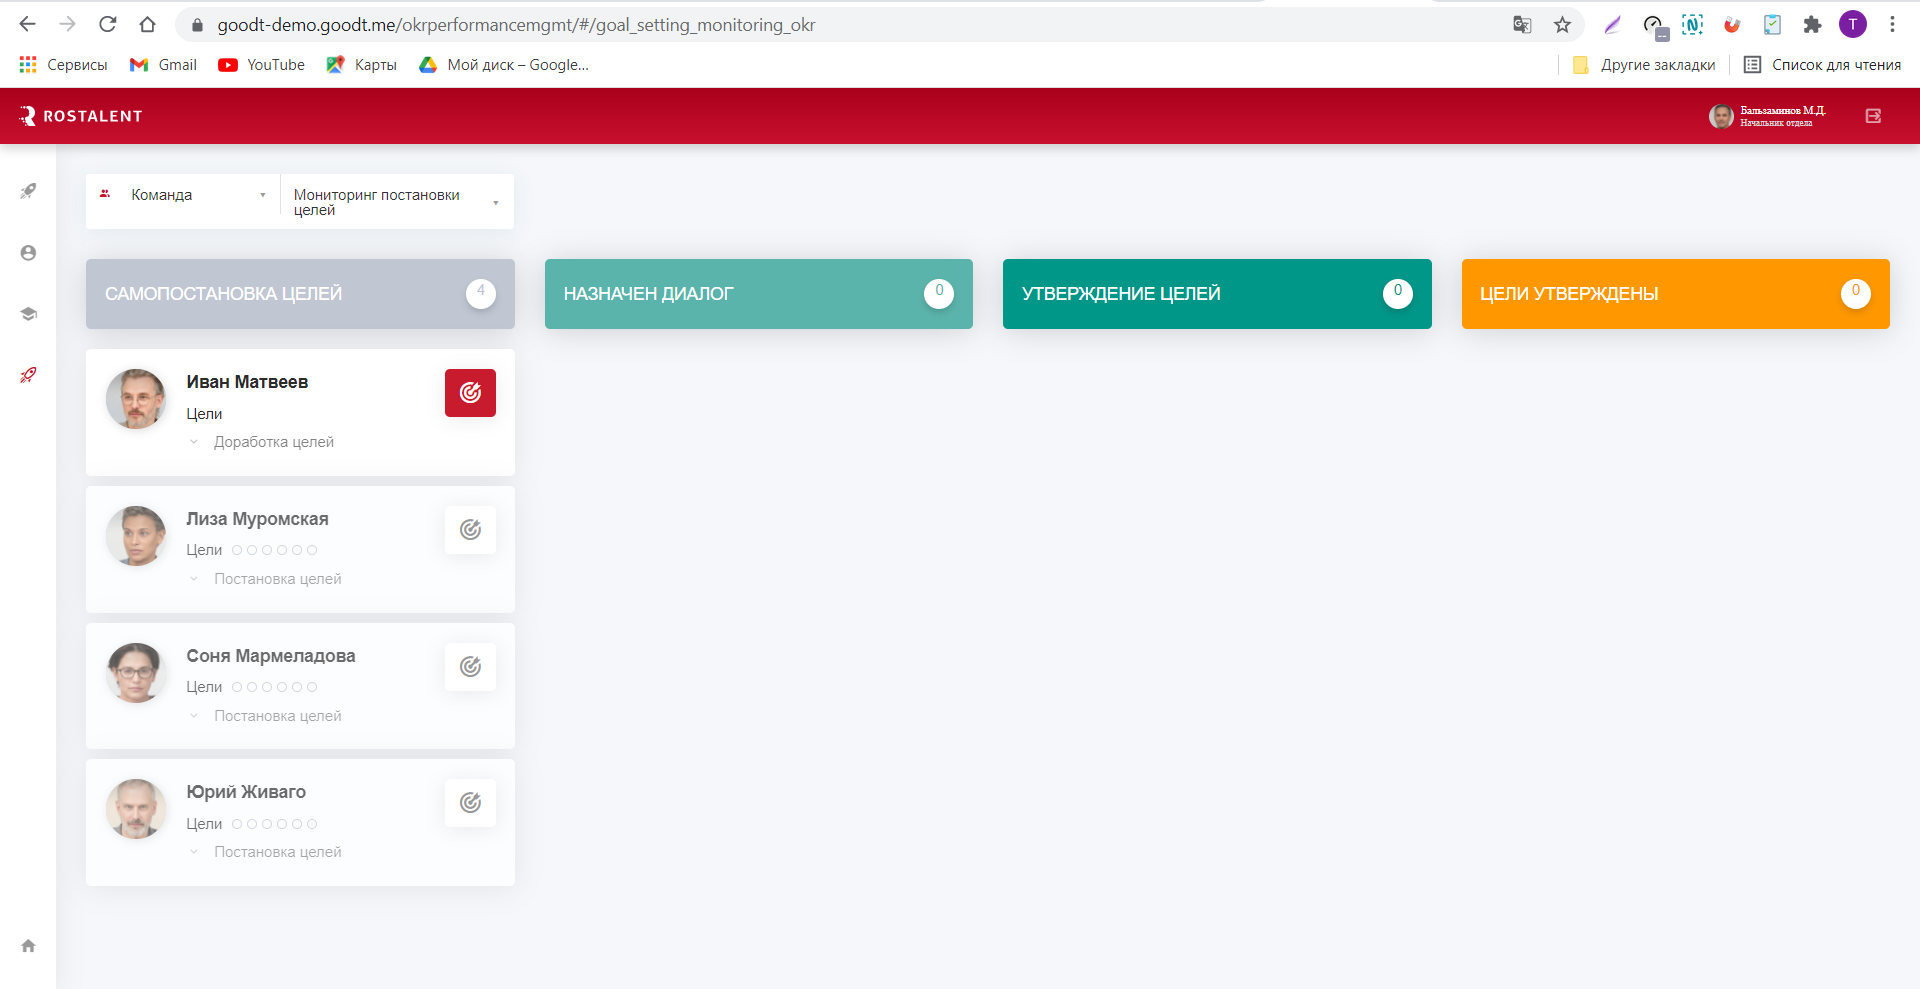 goodt-demo.goodt.me/okrperformancemgmt/#/goal_setting_monitoring_okr
T
Сервисы
Gmail
YouTube
Карты
Мой диск – Google...
Другие закладки
Список для чтения
ROSTALENT
Бальзаминов М.Д.
Начальник отдела
Команда
Мониторинг постановки
целей
САМОПОСТАНОВКА ЦЕЛЕЙ
4
НАЗНАЧЕН ДИАЛОГ
0
УТВЕРЖДЕНИЕ ЦЕЛЕЙ
0
ЦЕЛИ УТВЕРЖДЕНЫ
0
Иван Матвеев
Цели
Доработка целей
Лиза Муромская
Цели
Постановка целей
Соня Мармеладова
Цели
Постановка целей
Юрий Живаго
Цели
Постановка целей